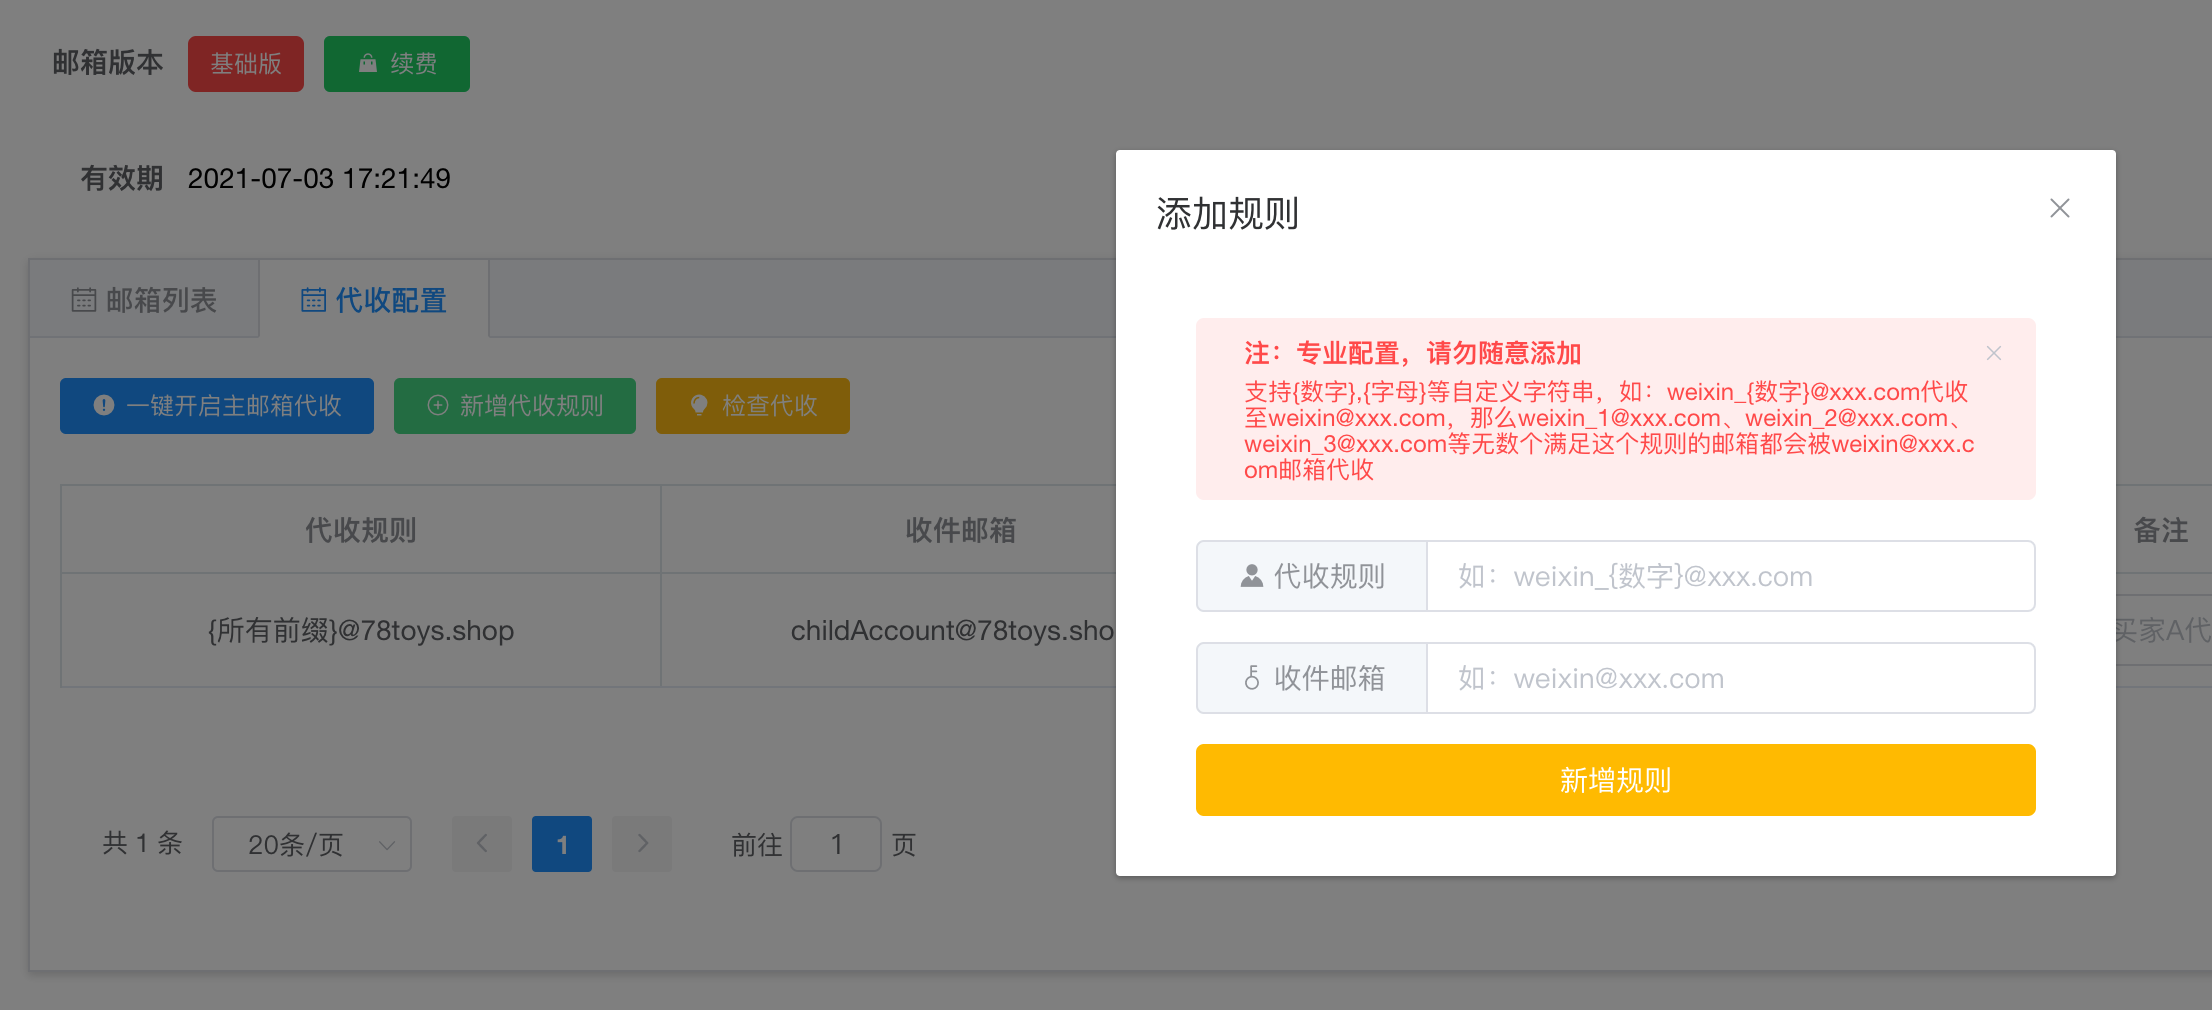 邮箱版本 基础版 续费
有效期 2021-07-03 17:21:49
邮箱列表 代收配置
一键开启主邮箱代收 新增代收规则 检查代收
代收规则 收件邮箱 备注
{所有前缀}@78toys.shop childAccount@78toys.sho 买家A代
共 1 条 20条/页 1 前往 1 页
添加规则
注：专业配置，请勿随意添加
支持{数字},{字母}等自定义字符串，如：weixin_{数字}@xxx.com代收
至weixin@xxx.com，那么weixin_1@xxx.com、weixin_2@xxx.com、
weixin_3@xxx.com等无数个满足这个规则的邮箱都会被weixin@xxx.c
om邮箱代收
代收规则 如：weixin_{数字}@xxx.com
收件邮箱 如：weixin@xxx.com
新增规则